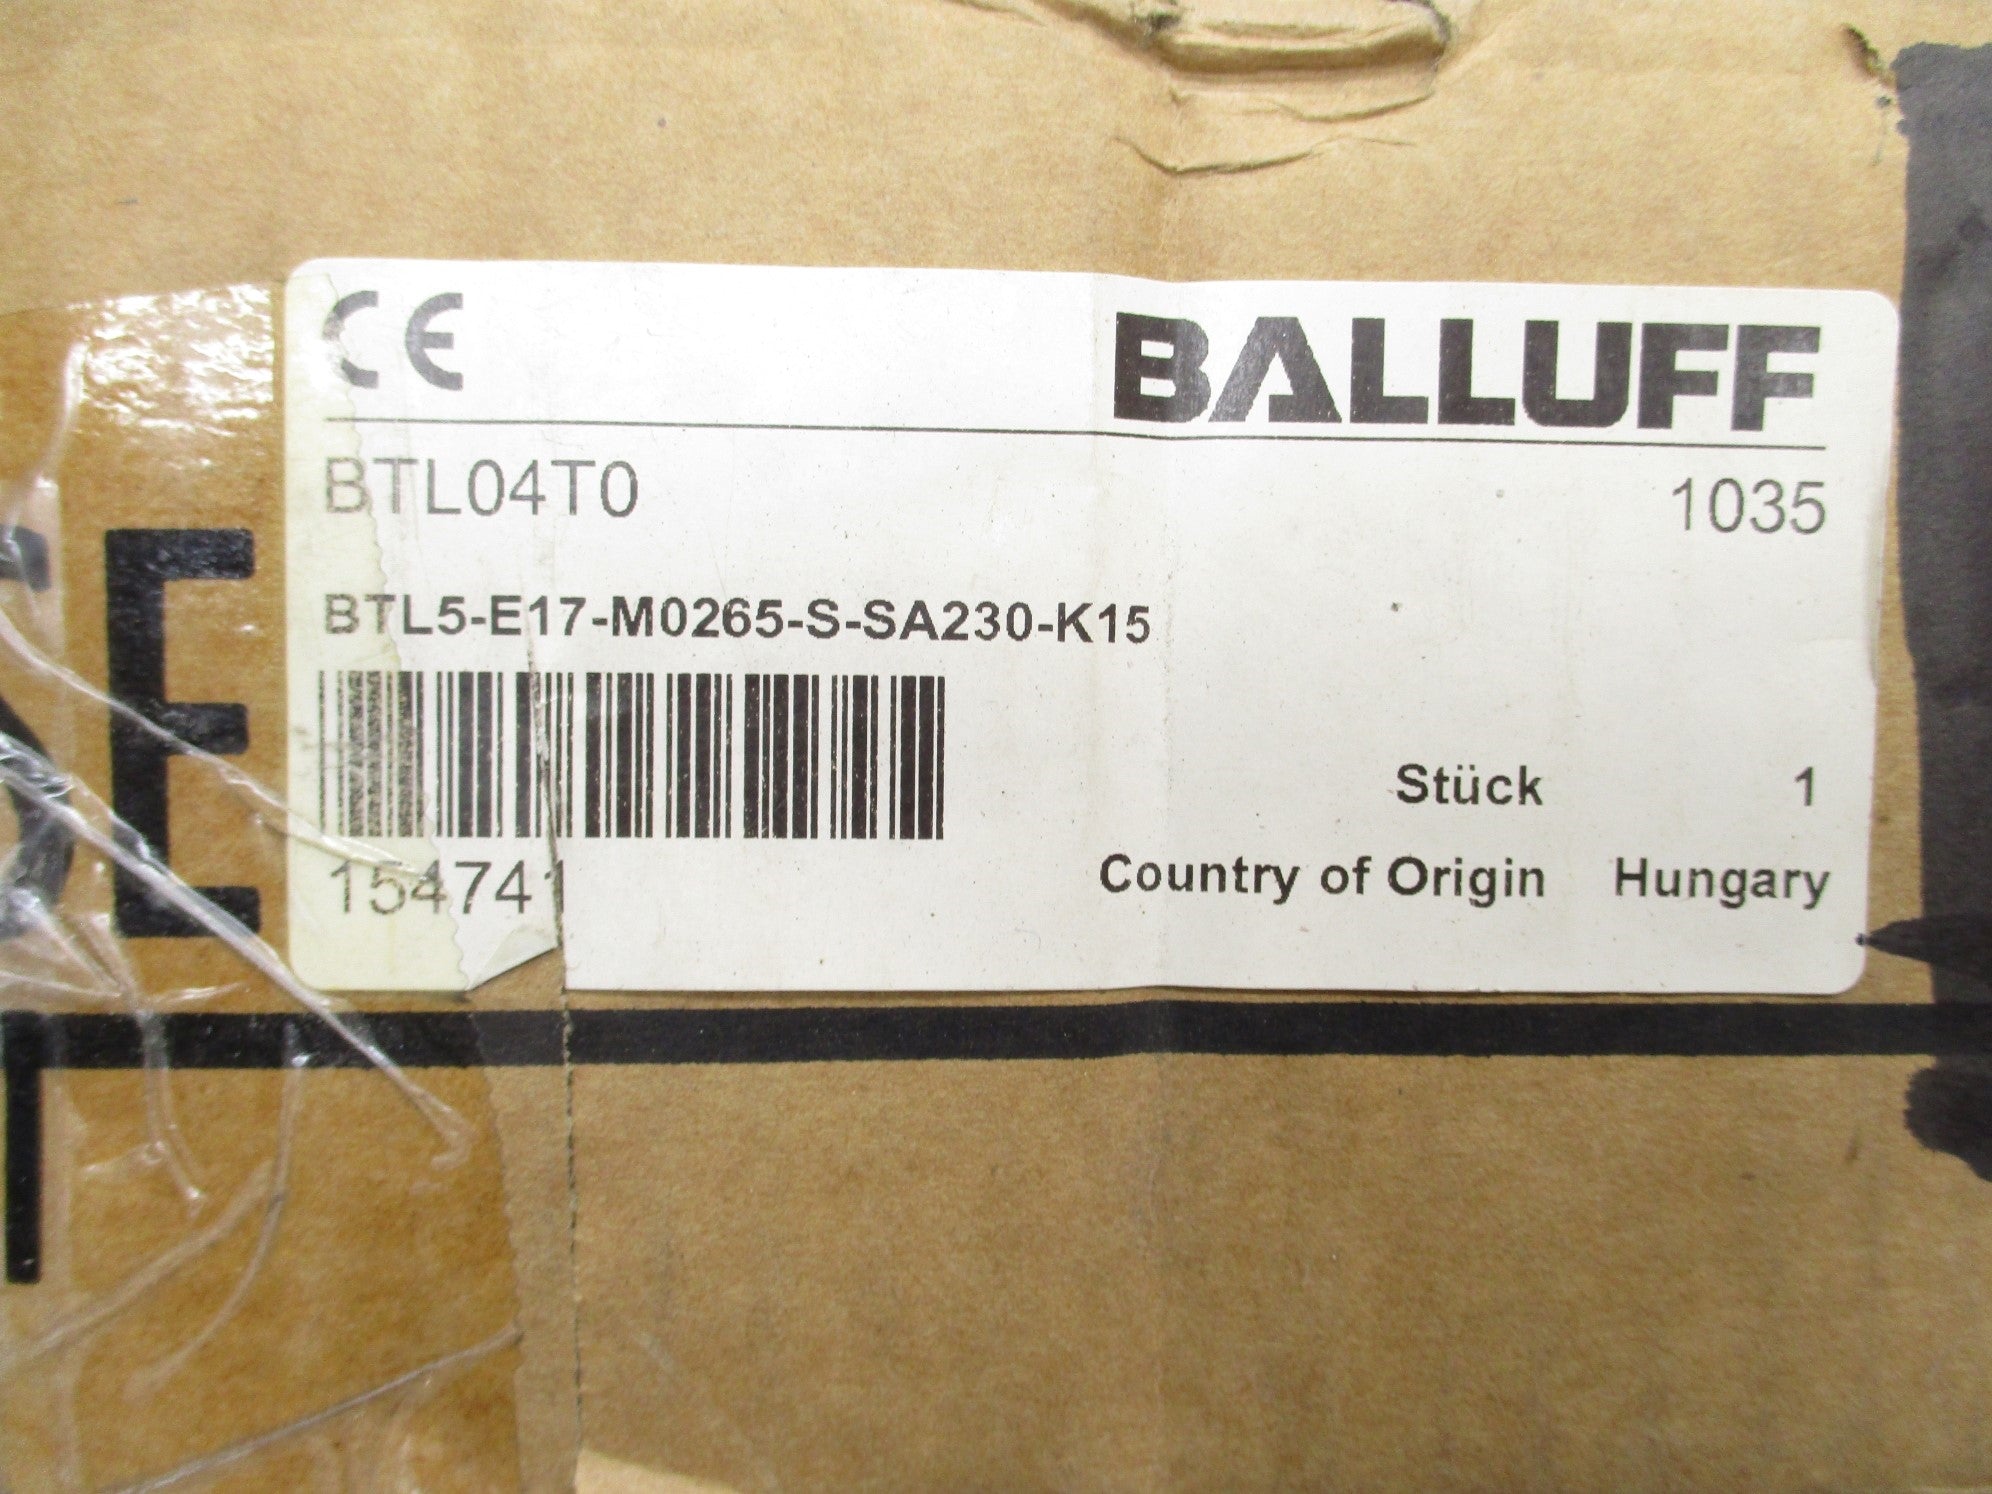 CE
BALLUFF
BTL04T0
1035
BTL5-E17-M0265-S-SA230-K15
Stück 1
154741
Country of Origin Hungary